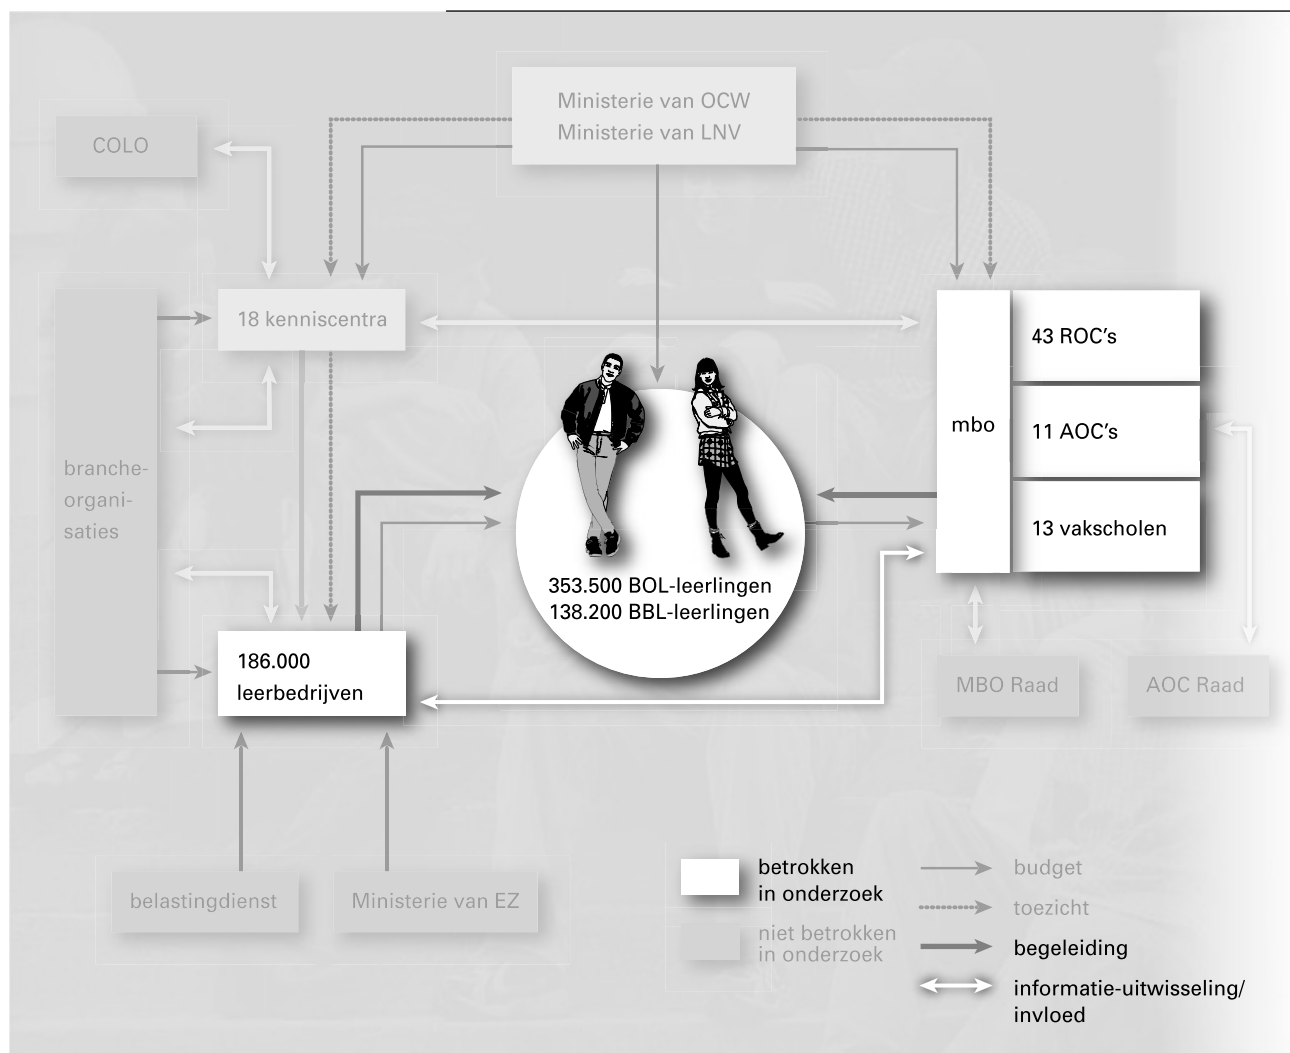 Ministerie van OCW
Ministerie van LNV
COLO
18 kenniscentra
43 ROC's
mbo
11 AOC's
13 vakscholen
branche-
organi-
saties
353.500 BOL-leerlingen
138.200 BBL-leerlingen
186.000
leerbedrijven
MBO Raad
AOC Raad
belastingdienst
Ministerie van EZ
betrokken
in onderzoek
niet betrokken
in onderzoek
budget
toezicht
begeleiding
informatie-uitwisseling/
invloed